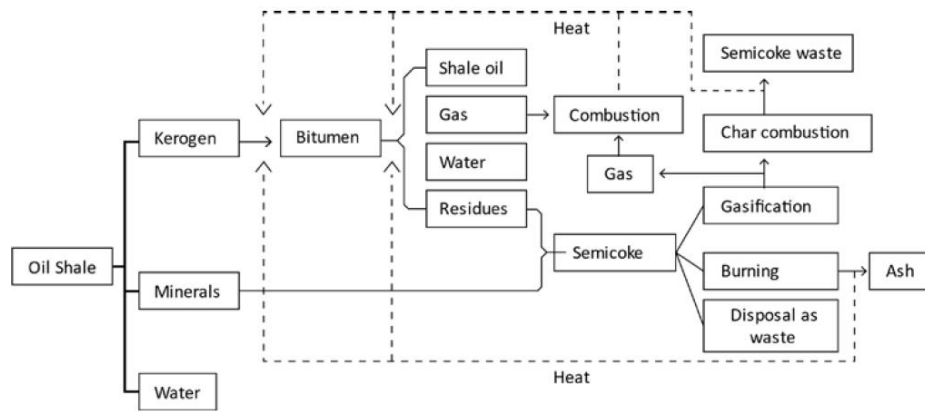 Heat
Semicoke waste
Shale oil
Gas
Combustion
Kerogen
Bitumen
Char combustion
Water
Gas
Residues
Gasification
Oil Shale
Semicoke
Burning
Ash
Minerals
Disposal as
waste
Heat
Water